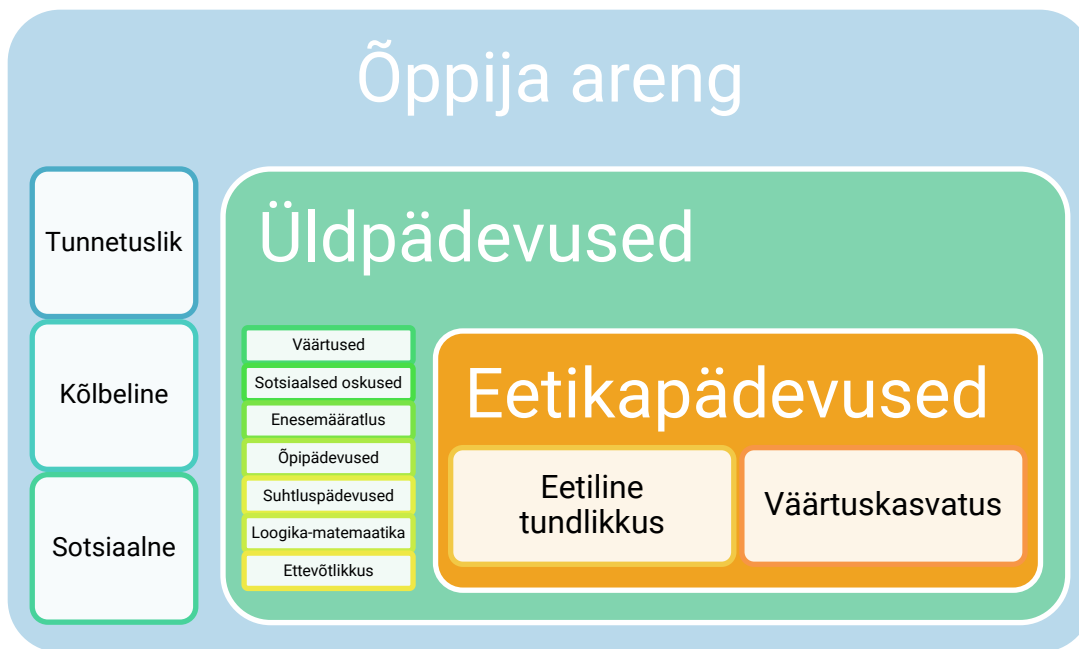 Õppija areng
Tunnetuslik
Kõlbeline
Sotsiaalne
Üldpädevused
Väärtused
Sotsiaalsed oskused
Enesemääratlus
Õpipädevused
Suhtluspädevused
Loogika-matemaatika
Ettevõtlikkus
Eetikapädevused
Eetiline
tundlikkus
Väärtuskasvatus